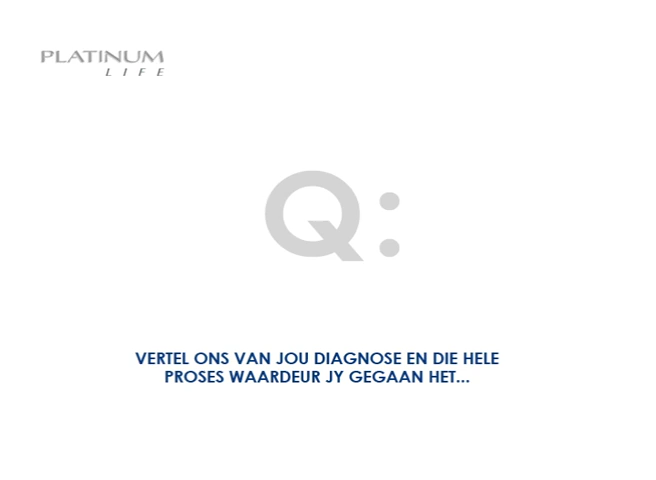 PLATINUM
LIFE
Q:
VERTEL ONS VAN JOU DIAGNOSE EN DIE HELE
PROSES WAARDEUR JY GEGAAN HET...